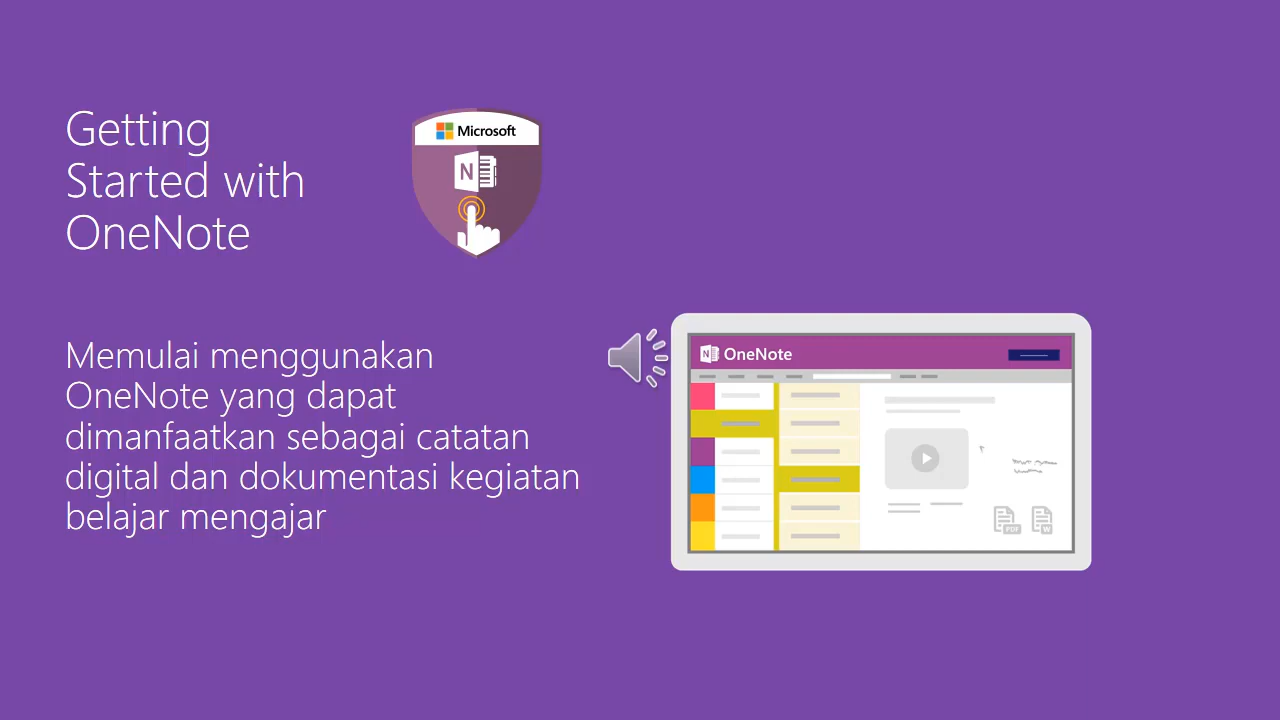 Getting
Started with
OneNote
Microsoft
N
Memulai menggunakan
OneNote yang dapat
dimanfaatkan sebagai catatan
digital dan dokumentasi kegiatan
belajar mengajar
N OneNote
PDF
W